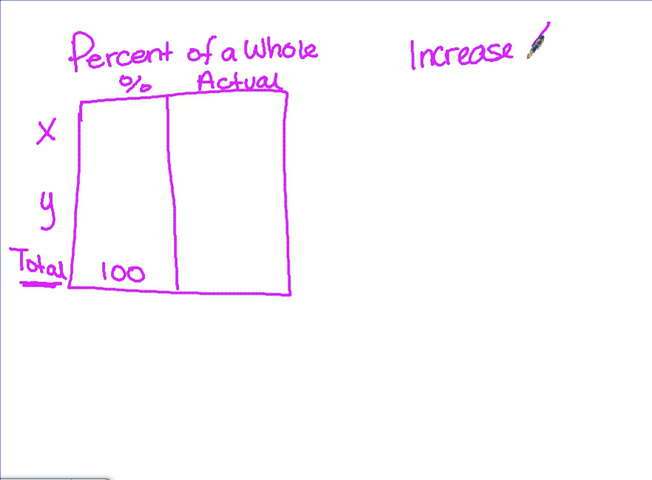 Percent of a Whole
% Actual
x
y
Total 100
Increase /